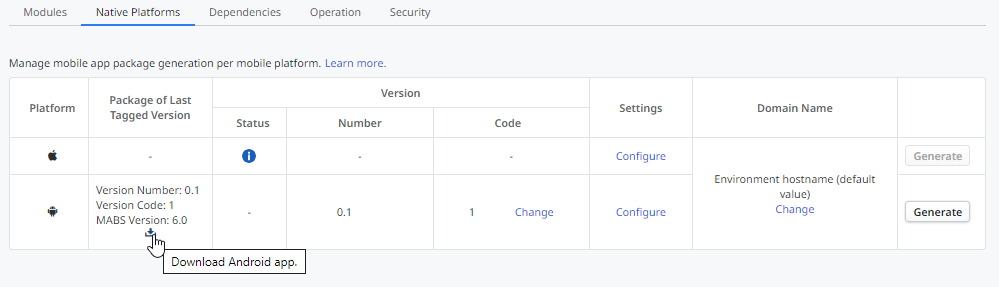 Modules Native Platforms Dependencies Operation Security
Manage mobile app package generation per mobile platform. Learn more.
Platform
Package of Last
Tagged Version
Version
Status Number Code
Settings
Domain Name
- - - Configure Generate
Version Number: 0.1
Version Code: 1
MABS Version: 6.0
- 0.1 1 Change Configure
Environment hostname (default
value)
Change
Generate
Download Android app.